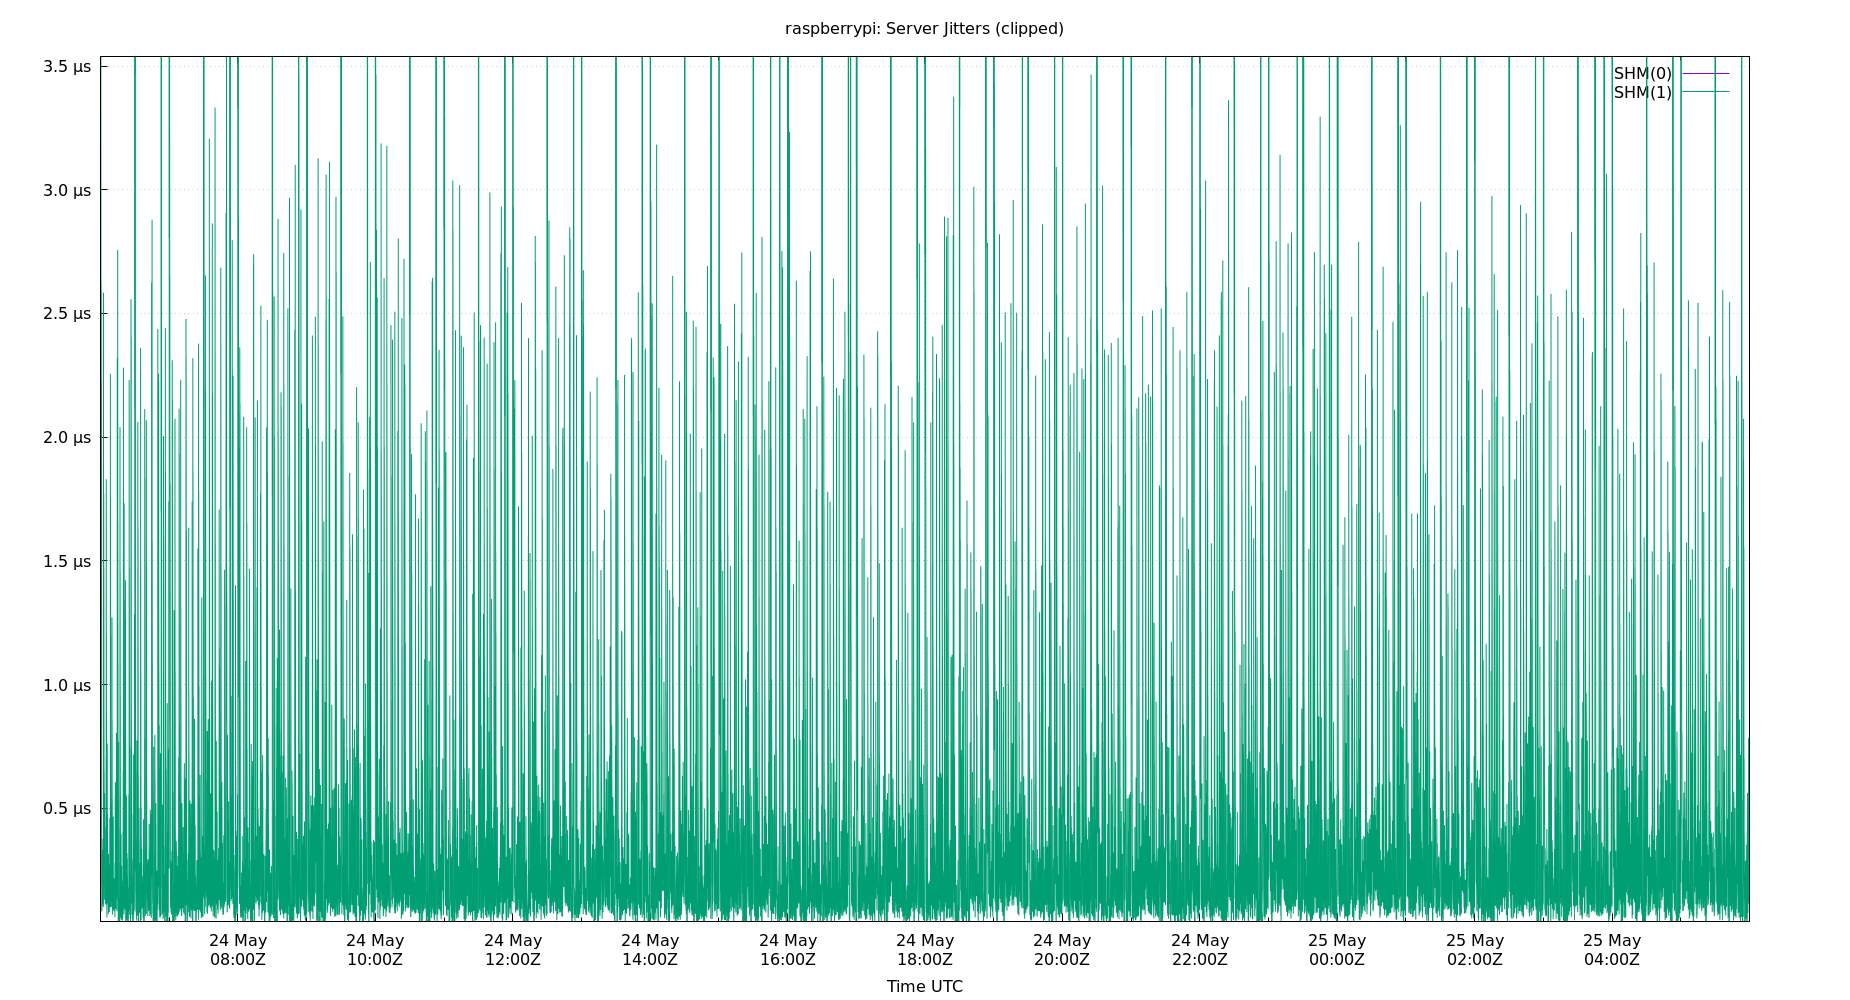 raspberrypi: Server Jitters (clipped)
3.5 µs
3.0 µs
2.5 µs
2.0 µs
1.5 µs
1.0 µs
0.5 µs
SHM(0)
SHM(1)
24 May 24 May 24 May 24 May 24 May 24 May 24 May 24 May 25 May 25 May 25 May
08:00Z 10:00Z 12:00Z 14:00Z 16:00Z 18:00Z 20:00Z 22:00Z 00:00Z 02:00Z 04:00Z
Time UTC